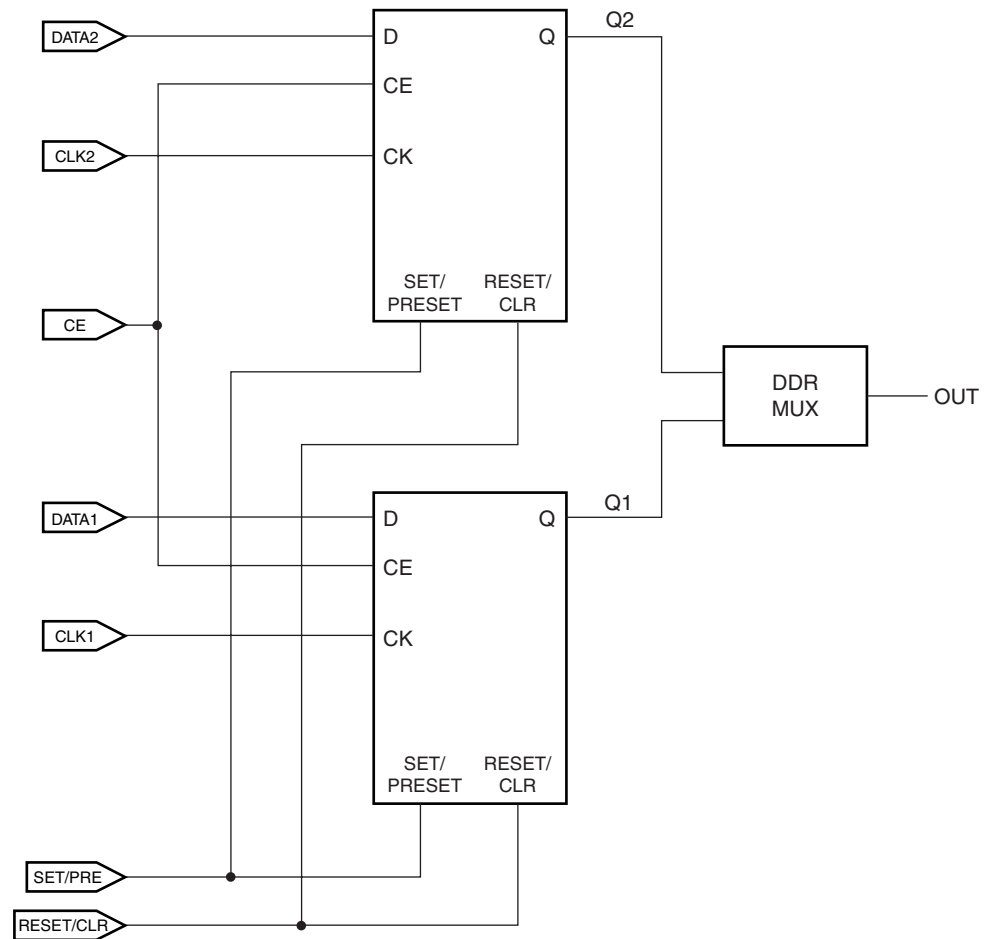 DATA2
D
Q
Q2
CE
CLK2
CK
SET/
PRESET
RESET/
CLR
CE
DDR
MUX
OUT
DATA1
D
Q
Q1
CE
CLK1
CK
SET/
PRESET
RESET/
CLR
SET/PRE
RESET/CLR